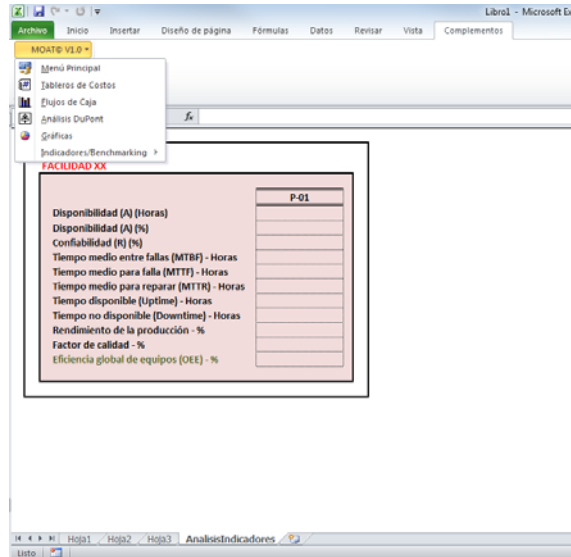 Libro1 - Microsoft Ex
Archivo Inicio Insertar Diseño de página Fórmulas Datos Revisar Vista Complementos
MOAT© V1.0
Menú Principal
Tableros de Costos
Flujos de Caja
Análisis DuPont
Gráficas
Indicadores/Benchmarking
fx
FACILIDAD XX
P-01
Disponibilidad (A) (Horas)
Disponibilidad (A) (%)
Confiabilidad (R) (%)
Tiempo medio entre fallas (MTBF) - Horas
Tiempo medio para falla (MTTF) - Horas
Tiempo medio para reparar (MTTR) - Horas
Tiempo disponible (Uptime) - Horas
Tiempo no disponible (Downtime) - Horas
Rendimiento de la producción - %
Factor de calidad - %
Eficiencia global de equipos (OEE) - %
Hoja1 Hoja2 Hoja3 AnalisisIndicadores
Listo